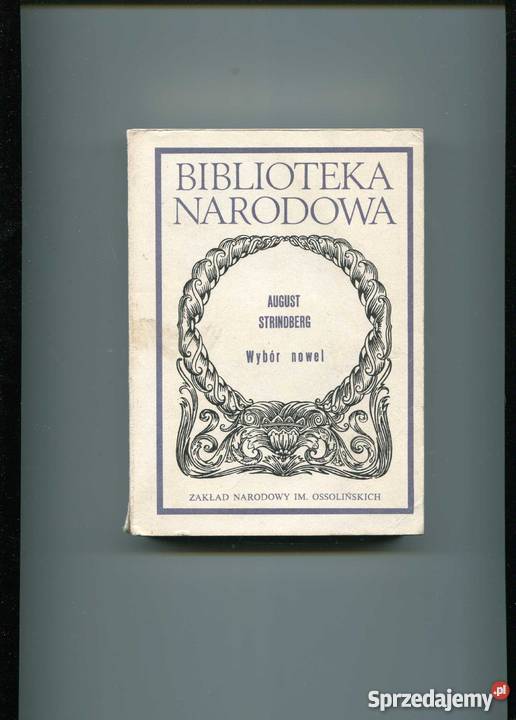 BIBLIOTEKA
NARODOWA
AUGUST
STRINDBERG
Wybór nowel
ZAKŁAD NARODOWY IM. OSSOLIŃSKICH
Sprzedajemy.pl